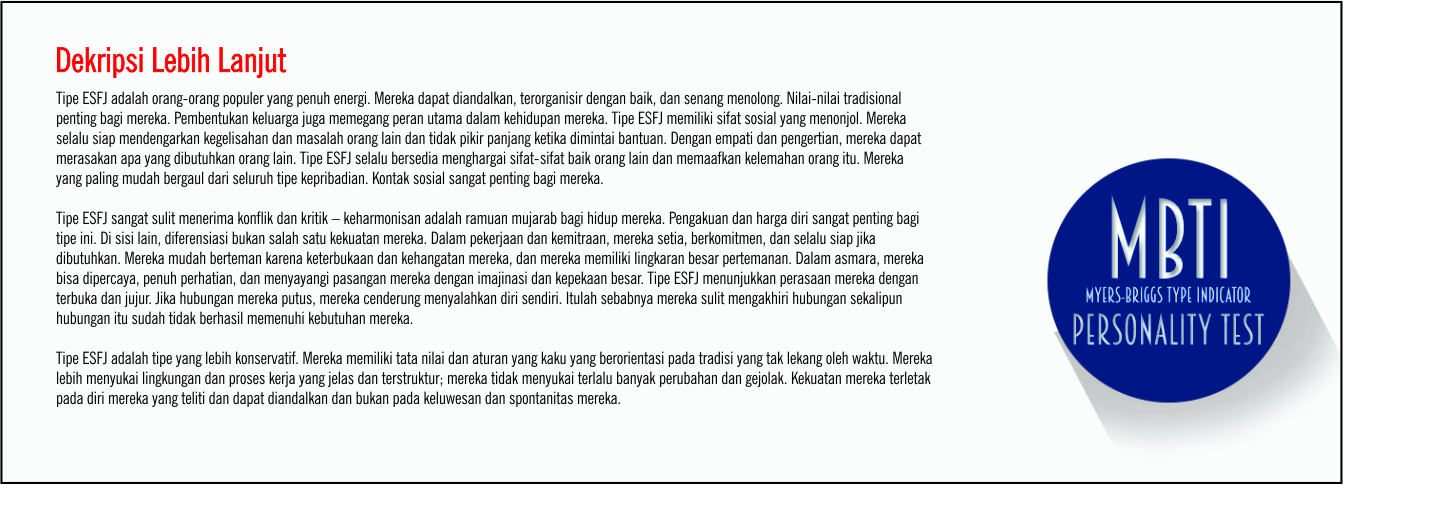 Dekripsi Lebih Lanjut
Tipe ESFJ adalah orang-orang populer yang penuh energi. Mereka dapat diandalkan, terorganisir dengan baik, dan senang menolong. Nilai-nilai tradisional
penting bagi mereka. Pembentukan keluarga juga memegang peran utama dalam kehidupan mereka. Tipe ESFJ memiliki sifat sosial yang menonjol. Mereka
selalu siap mendengarkan kegelisahan dan masalah orang lain dan tidak pikir panjang ketika dimintai bantuan. Dengan empati dan pengertian, mereka dapat
merasakan apa yang dibutuhkan orang lain. Tipe ESFJ selalu bersedia menghargai sifat-sifat baik orang lain dan memaafkan kelemahan orang itu. Mereka
yang paling mudah bergaul dari seluruh tipe kepribadian. Kontak sosial sangat penting bagi mereka.
Tipe ESFJ sangat sulit menerima konflik dan kritik – keharmonisan adalah ramuan mujarab bagi hidup mereka. Pengakuan dan harga diri sangat penting bagi
tipe ini. Di sisi lain, diferensiasi bukan salah satu kekuatan mereka. Dalam pekerjaan dan kemitraan, mereka setia, berkomitmen, dan selalu siap jika
dibutuhkan. Mereka mudah berteman karena keterbukaan dan kehangatan mereka, dan mereka memiliki lingkaran besar pertemanan. Dalam asmara, mereka
bisa dipercaya, penuh perhatian, dan menyayangi pasangan mereka dengan imajinasi dan kepekaan besar. Tipe ESFJ menunjukkan perasaan mereka dengan
terbuka dan jujur. Jika hubungan mereka putus, mereka cenderung menyalahkan diri sendiri. Itulah sebabnya mereka sulit mengakhiri hubungan sekalipun
hubungan itu sudah tidak berhasil memenuhi kebutuhan mereka.
Tipe ESFJ adalah tipe yang lebih konservatif. Mereka memiliki tata nilai dan aturan yang kaku yang berorientasi pada tradisi yang tak lekang oleh waktu. Mereka
lebih menyukai lingkungan dan proses kerja yang jelas dan terstruktur; mereka tidak menyukai terlalu banyak perubahan dan gejolak. Kekuatan mereka terletak
pada diri mereka yang teliti dan dapat diandalkan dan bukan pada keluwesan dan spontanitas mereka.
MBTI
MYERS-BRIGGS TYPE INDICATOR
PERSONALITY TEST